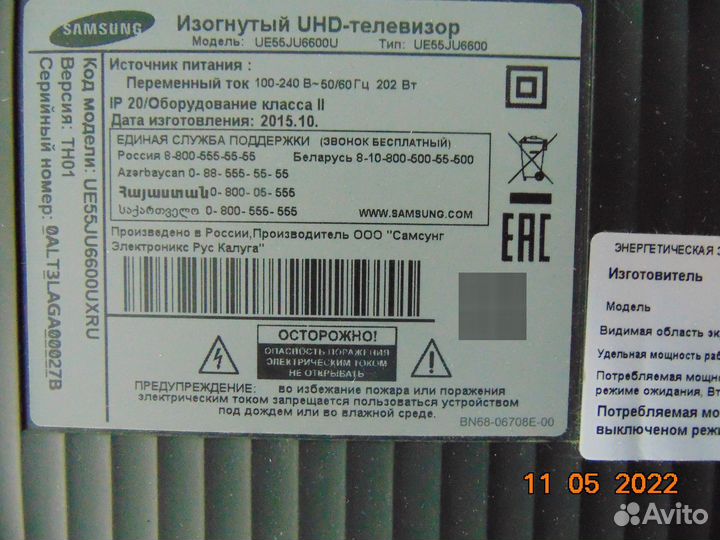 SAMSUNG
Изогнутый UHD-телевизор
Модель: UE55JU6600U Тип: UE55JU6600
Источник питания :
Переменный ток 100-240 В~50/60Гц 202 Вт
IP 20/Оборудование класса II
Дата изготовления: 2015.10.
ЕДИНАЯ СЛУЖБА ПОДДЕРЖКИ (ЗВОНОК БЕСПЛАТНЫЙ)
Россия 8-800-555-55-55 Беларусь 8-10-800-500-55-500
Azərbaycan 0- 88- 555- 55- 55
Հայաստան 0- 800- 05- 555
საქართველო 0- 800- 555- 555
WWW.SAMSUNG.COM
Произведено в России,Производитель ООО "Самсунг
Электроникс Рус Калуга"
EAC
ОСТОРОЖНО!
ОПАСНОСТЬ ПОРАЖЕНИЯ
ЭЛЕКТРИЧЕСКИМ ТОКОМ
НЕ ОТКРЫВАТЬ
ПРЕДУПРЕЖДЕНИЕ: во избежание пожара или поражения
электрическим током запрещается пользоваться устройством
под дождем или во влажной среде.
BN68-06708E-00
Код модели: UE55JU6600UXRU
Версия: TH01
Серийный номер: 0ALT3LAGA00027B
ЭНЕРГЕТИЧЕСКАЯ Э
Изготовитель
Модель
Видимая область эк
Удельная мощность раб
Потребляемая мощн
режиме ожидания, Вт
Потребляемая мо
выключеном режи
11 05 2022
Avito